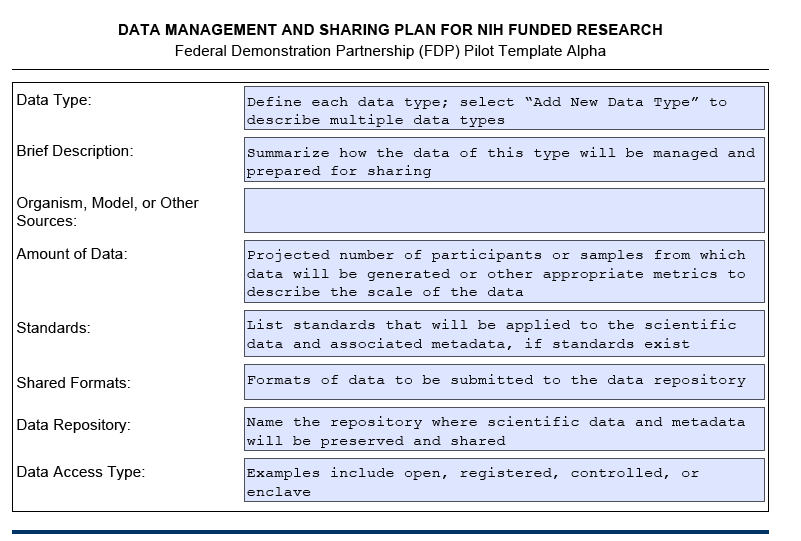 DATA MANAGEMENT AND SHARING PLAN FOR NIH FUNDED RESEARCH
Federal Demonstration Partnership (FDP) Pilot Template Alpha
Data Type:
Define each data type; select “Add New Data Type” to
describe multiple data types
Brief Description:
Summarize how the data of this type will be managed and
prepared for sharing
Organism, Model, or Other
Sources:
Amount of Data:
Projected number of participants or samples from which
data will be generated or other appropriate metrics to
describe the scale of the data
Standards:
List standards that will be applied to the scientific
data and associated metadata, if standards exist
Shared Formats:
Formats of data to be submitted to the data repository
Data Repository:
Name the repository where scientific data and metadata
will be preserved and shared
Data Access Type:
Examples include open, registered, controlled, or
enclave